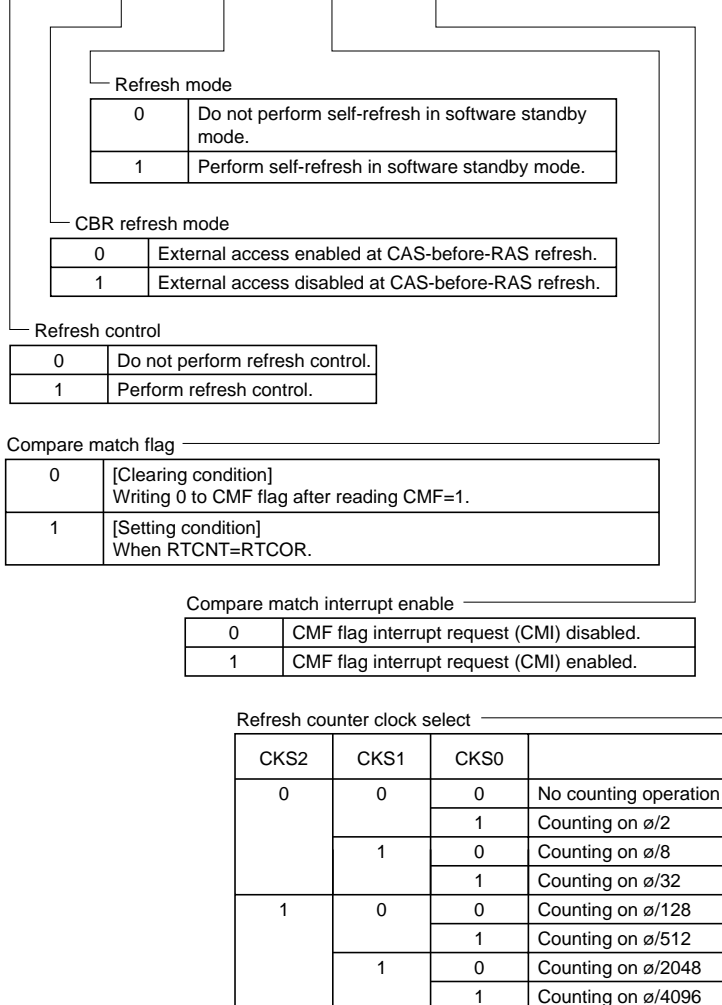 Refresh mode
0 Do not perform self-refresh in software standby
mode.
1 Perform self-refresh in software standby mode.
CBR refresh mode
0 External access enabled at CAS-before-RAS refresh.
1 External access disabled at CAS-before-RAS refresh.
Refresh control
0 Do not perform refresh control.
1 Perform refresh control.
Compare match flag
0 [Clearing condition]
Writing 0 to CMF flag after reading CMF=1.
1 [Setting condition]
When RTCNT=RTCOR.
Compare match interrupt enable
0 CMF flag interrupt request (CMI) disabled.
1 CMF flag interrupt request (CMI) enabled.
Refresh counter clock select
CKS2 CKS1 CKS0
0 0 0 No counting operation
1 Counting on ø/2
1 0 Counting on ø/8
1 Counting on ø/32
1 0 0 Counting on ø/128
1 Counting on ø/512
1 0 Counting on ø/2048
1 Counting on ø/4096